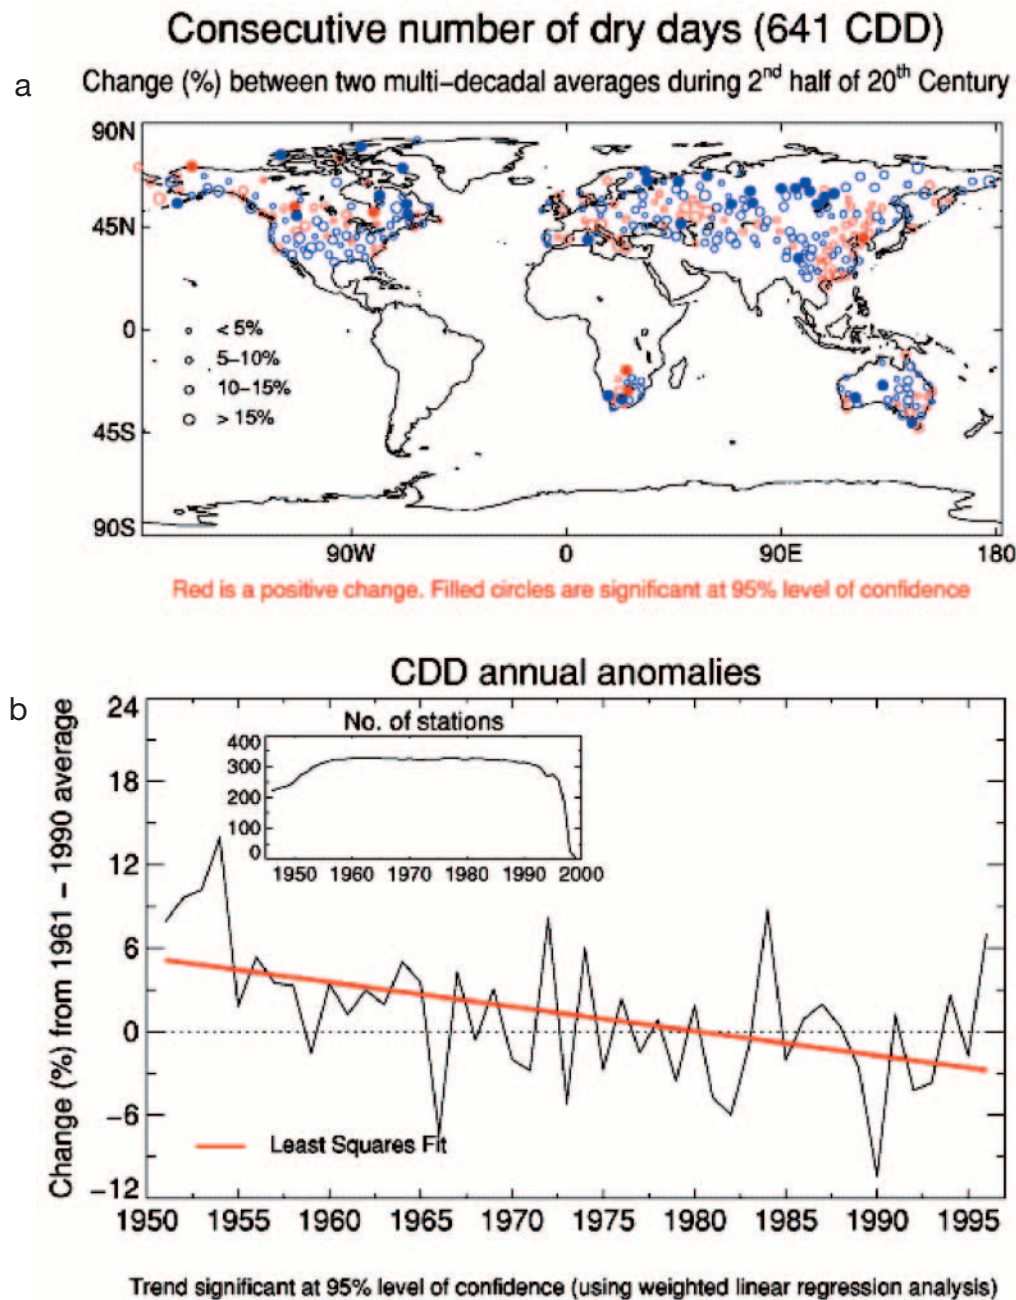 Consecutive number of dry days (641 CDD)
a
Change (%) between two multi-decadal averages during 2nd half of 20th Century
90N
45N
0
45S
90S
< 5%
5-10%
10-15%
> 15%
90W 0 90E 180
Red is a positive change. Filled circles are significant at 95% level of confidence
CDD annual anomalies
b
Change (%) from 1961 - 1990 average
24
18
12
6
0
-6
-12
No. of stations
400
300
200
100
0
1950 1960 1970 1980 1990 2000
Least Squares Fit
1950 1955 1960 1965 1970 1975 1980 1985 1990 1995
Trend significant at 95% level of confidence (using weighted linear regression analysis)